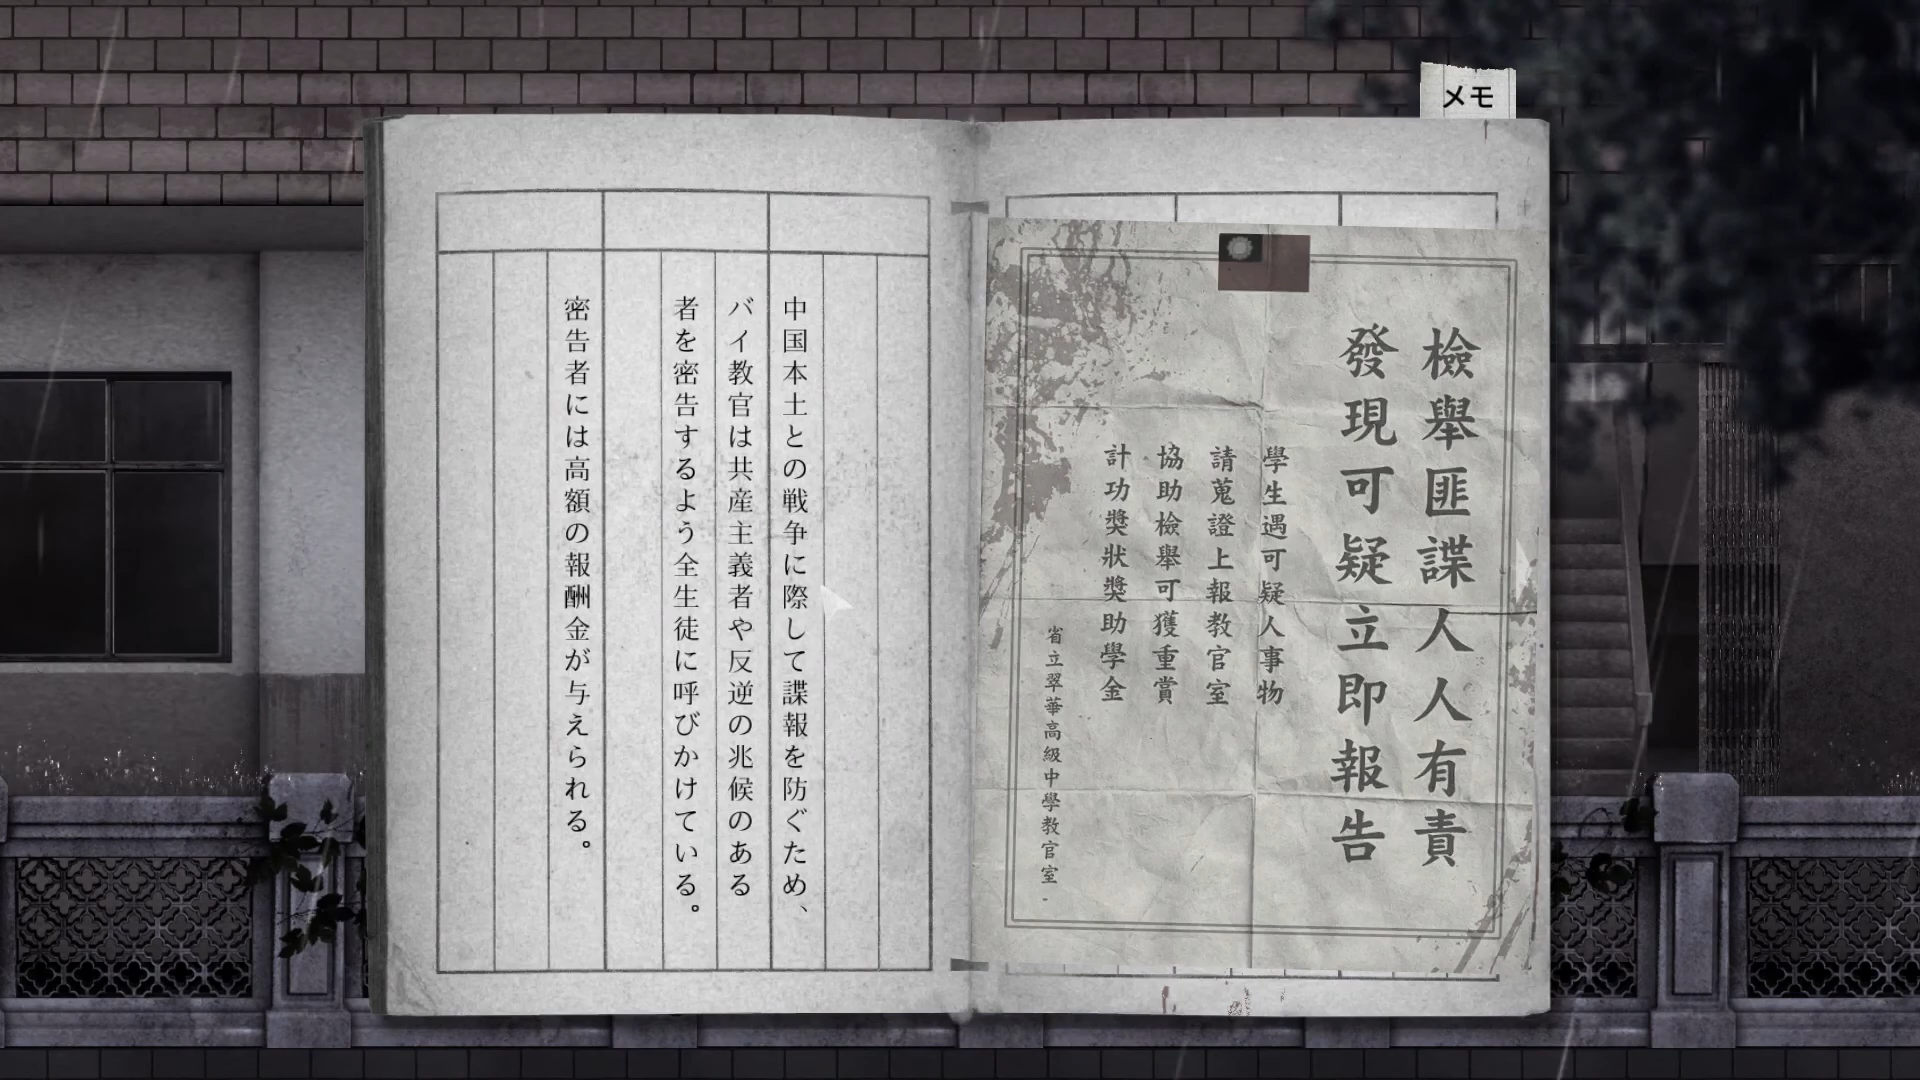 メモ
檢舉匪諜人人有責
發現可疑立即報告
學生遇可疑人事物
請蒐證上報教官室
協助檢舉可獲重賞
計功獎狀獎助學金
省立翠華高級中學教官室
中国本土との戦争に際して諜報を防ぐため、
バイ教官は共産主義者や反逆の兆候のある
者を密告するよう全生徒に呼びかけている。
密告者には高額の報酬金が与えられる。